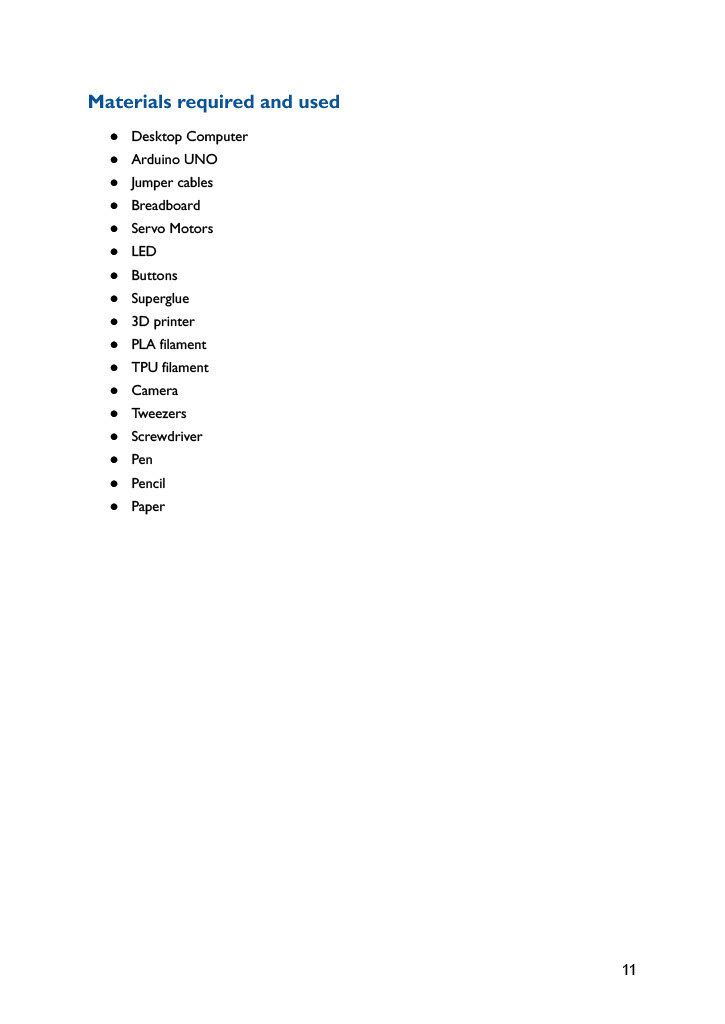 Materials required and used
● Desktop Computer
● Arduino UNO
● Jumper cables
● Breadboard
● Servo Motors
● LED
● Buttons
● Superglue
● 3D printer
● PLA filament
● TPU filament
● Camera
● Tweezers
● Screwdriver
● Pen
● Pencil
● Paper
11